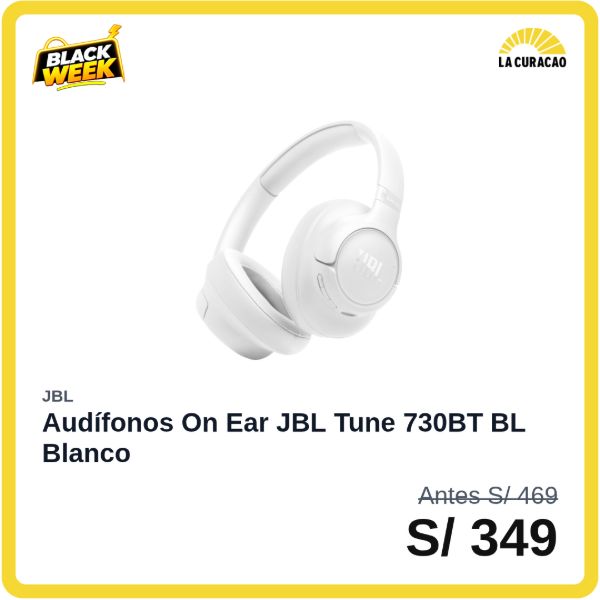 BLACK
WEEK
LA CURACAO
JBL
JBL
Audífonos On Ear JBL Tune 730BT BL
Blanco
Antes S/ 469
S/ 349